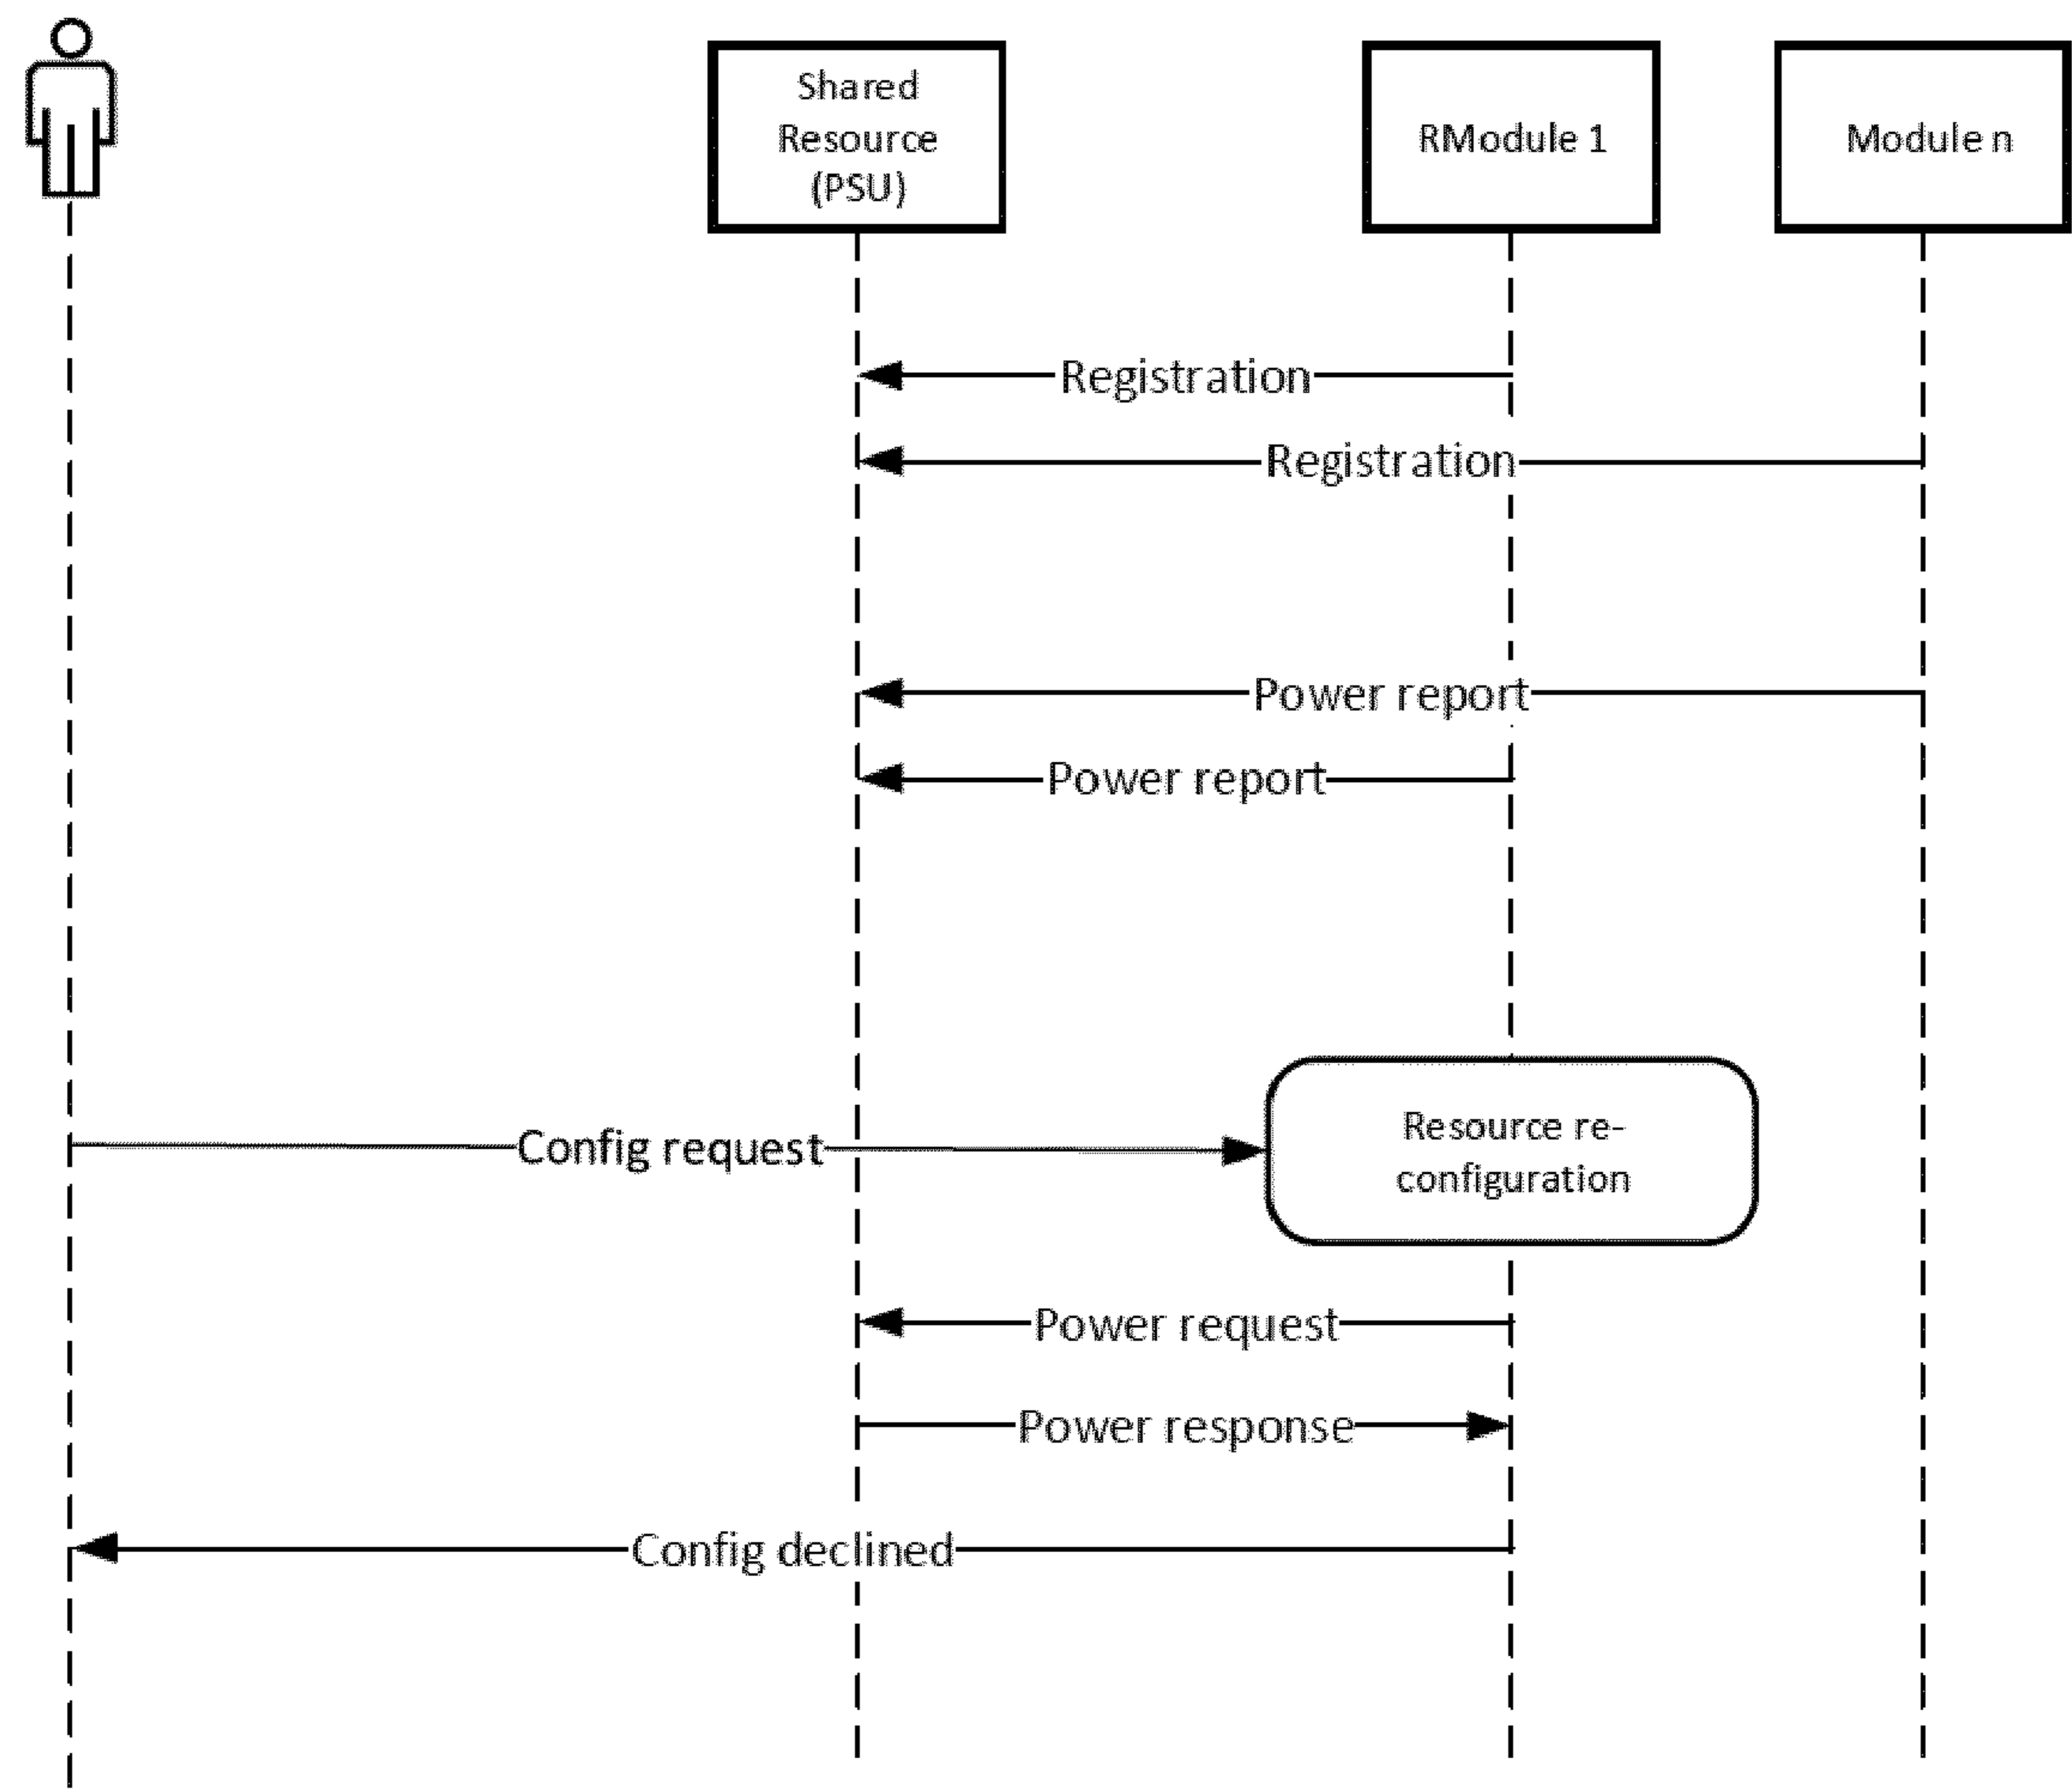 Shared
Resource
(PSU)
RModule 1
Module n
Registration
Registration
Power report
Power report
Config request
Resource re-
configuration
Power request
Power response
Config declined